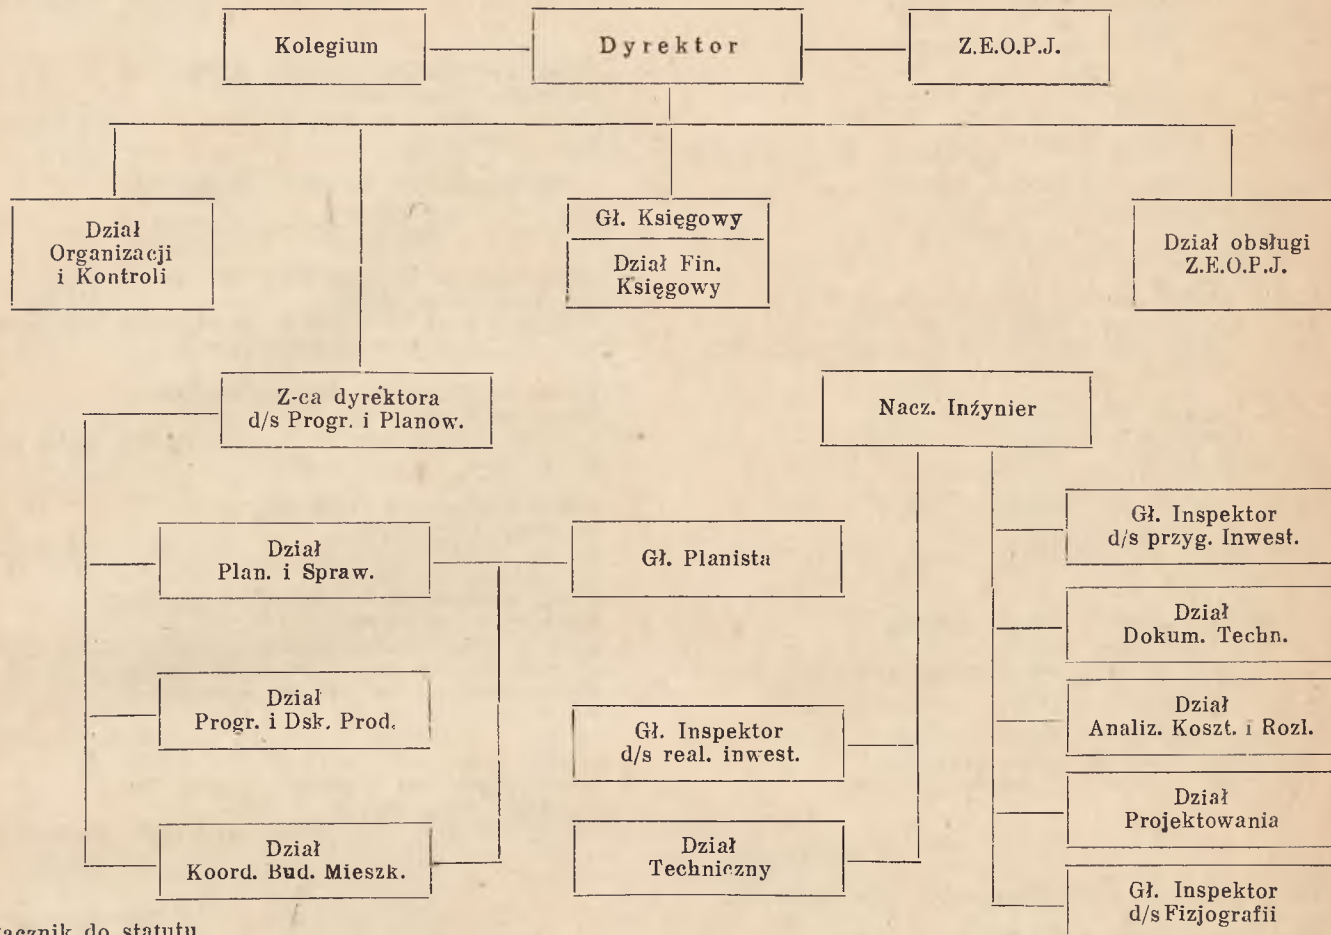 Kolegium
Dyrektor
Z.E.O.P.J.
Dział
Organizacji
i Kontroli
Gł. Księgowy
Dział Fin.
Księgowy
Dział obsługi
Z.E.O.P.J.
Z-ca dyrektora
d/s Progr. i Planow.
Nacz. Inżynier
Dział
Plan. i Spraw.
Gł. Planista
Gł. Inspektor
d/s przyg. Inwest.
Dział
Dokum. Techn.
Dział
Progr. i Dsk. Prod.
Gł. Inspektor
d/s real. inwest.
Dział
Analiz. Koszt. i Rozl.
Dział
Projektowania
Dział
Koord. Bud. Mieszk.
Dział
Techniczny
Gł. Inspektor
d/s Fizjografii
do statutu